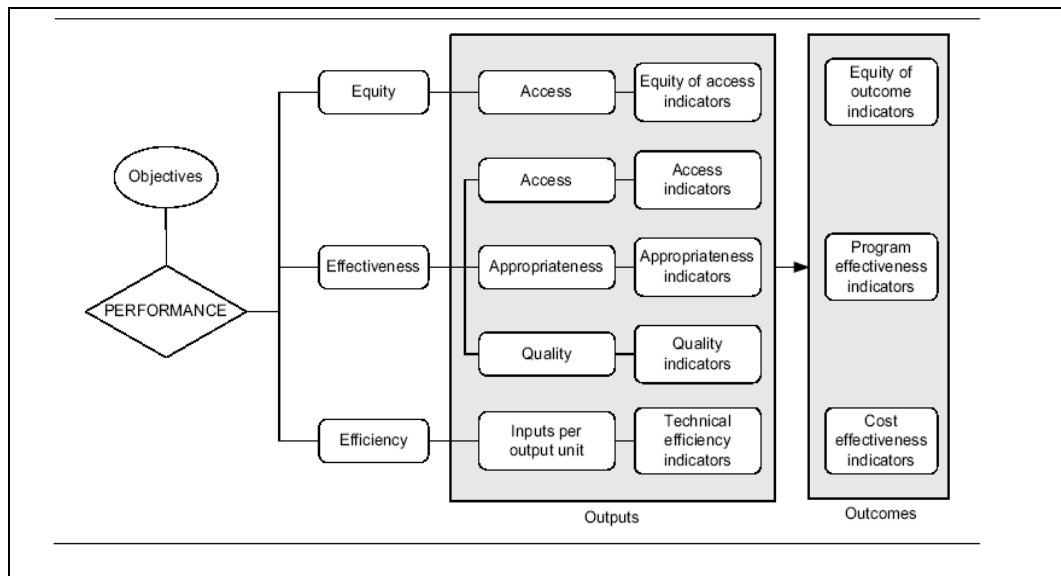 Objectives
PERFORMANCE
Equity
Effectiveness
Efficiency
Access
Equity of access
indicators
Access
Access
indicators
Appropriateness
Appropriateness
indicators
Quality
Quality
indicators
Inputs per
output unit
Technical
efficiency
indicators
Outputs
Equity of
outcome
indicators
Program
effectiveness
indicators
Cost
effectiveness
indicators
Outcomes